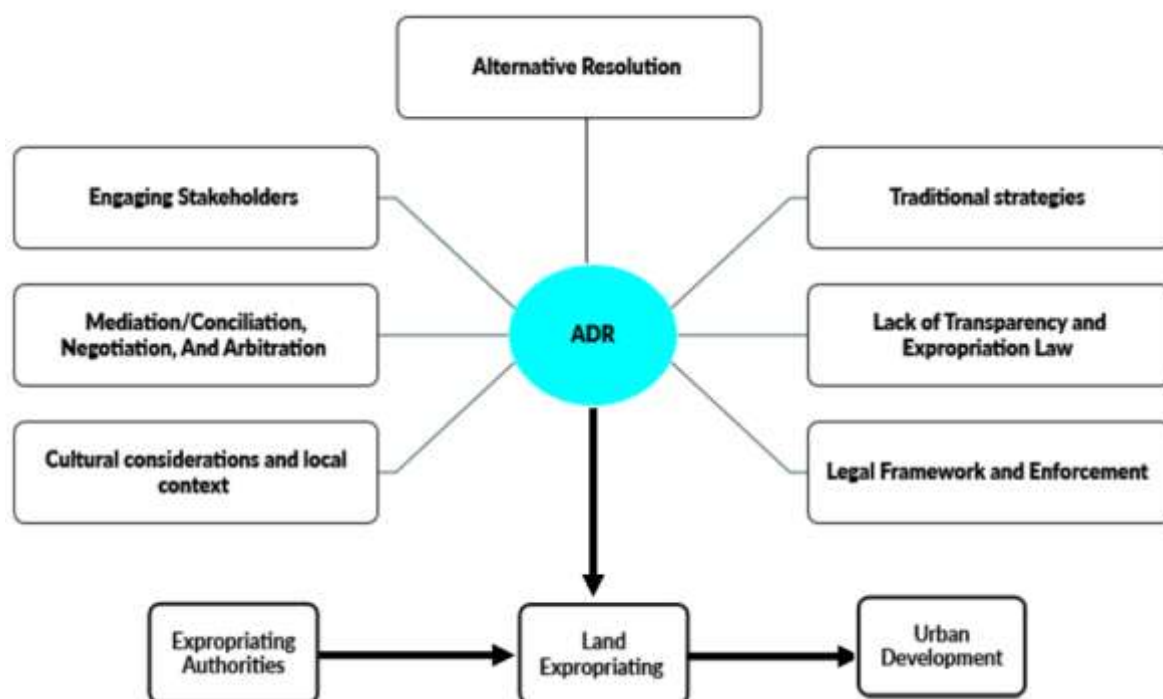 Alternative Resolution
Engaging Stakeholders
Traditional strategies
Mediation/Conciliation,
Negotiation, And Arbitration
ADR
Lack of Transparency and
Expropriation Law
Cultural considerations and local
context
Legal Framework and Enforcement
Expropriating
Authorities
Land
Expropriating
Urban
Development